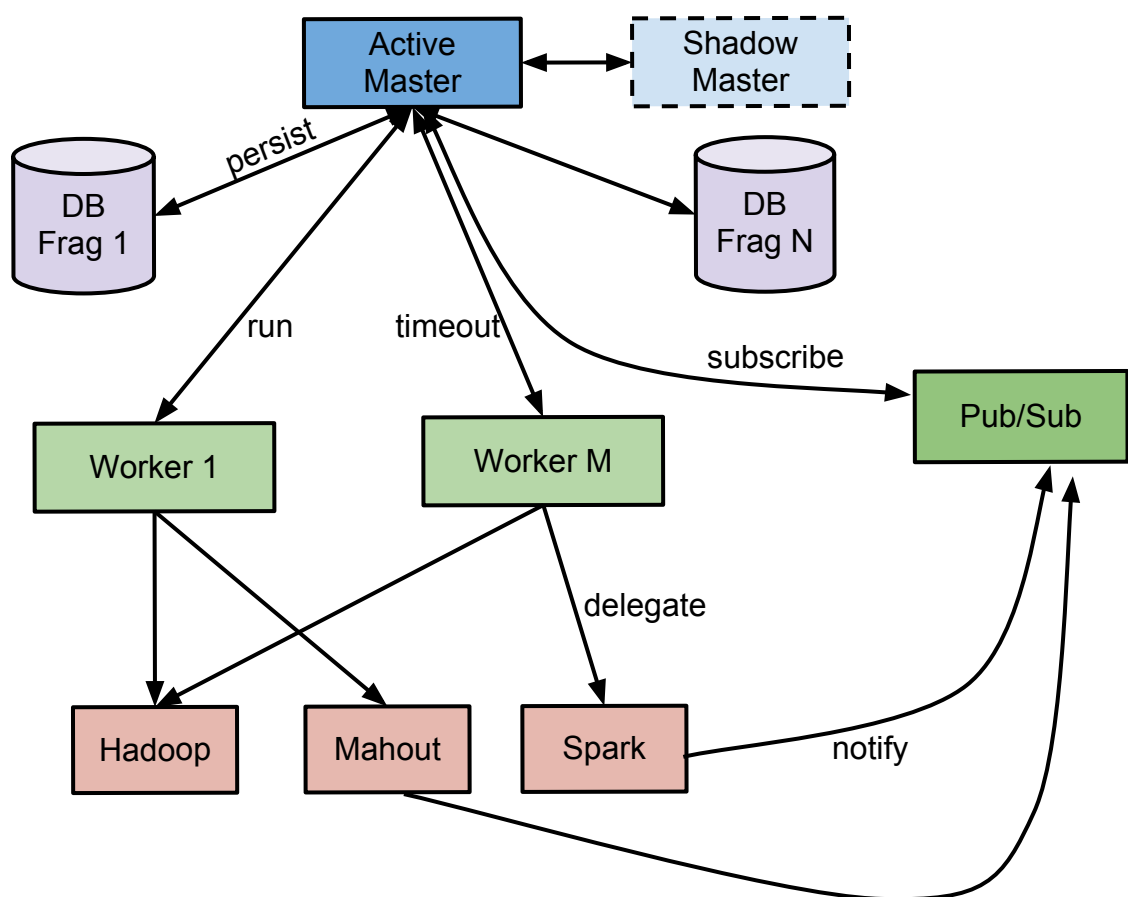 Active
Master
Shadow
Master
persist
DB
Frag 1
DB
Frag N
run
timeout
subscribe
Pub/Sub
Worker 1
Worker M
delegate
Hadoop
Mahout
Spark
notify